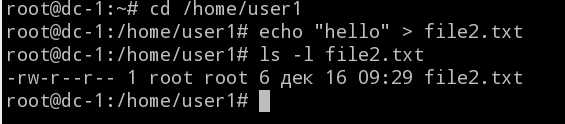 root@dc-1:~# cd /home/user1
root@dc-1:/home/user1# echo "hello" > file2.txt
root@dc-1:/home/user1# ls -l file2.txt
-rw-r--r-- 1 root root 6 дек 16 09:29 file2.txt
root@dc-1:/home/user1#